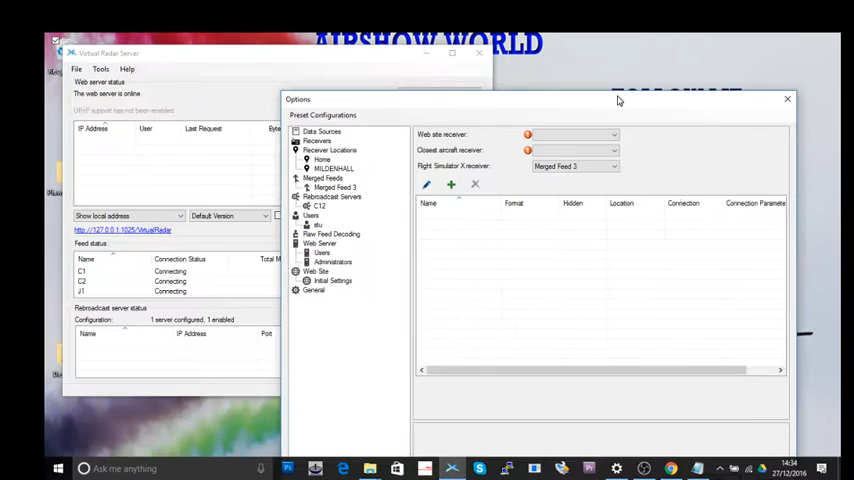 AIRSHOW WORLD
Virtual Radar Server
File Tools Help
Web server status
The web server is online
UPnP support has not been enabled.
IP Address User Last Request Byte
Show local address Default Version
http://127.0.0.1:1025/VirtualRadar
Feed status:
Name Connection Status Total M
C1 Connecting
C2 Connecting
J1 Connecting
Rebroadcast server status
Configuration: 1 server configured, 1 enabled
Name IP Address Port
Options
Preset Configurations
Data Sources
Receivers
Receiver Locations
Home
MILDENHALL
Merged Feeds
Merged Feed 3
Rebroadcast Servers
C12
Users
stu
Raw Feed Decoding
Web Server
Users
Administrators
Web Site
Initial Settings
General
Web site receiver:
Closest aircraft receiver:
Flight Simulator X receiver: Merged Feed 3
Name Format Hidden Location Connection Connection Paramete
Ask me anything
14:34
27/12/2016